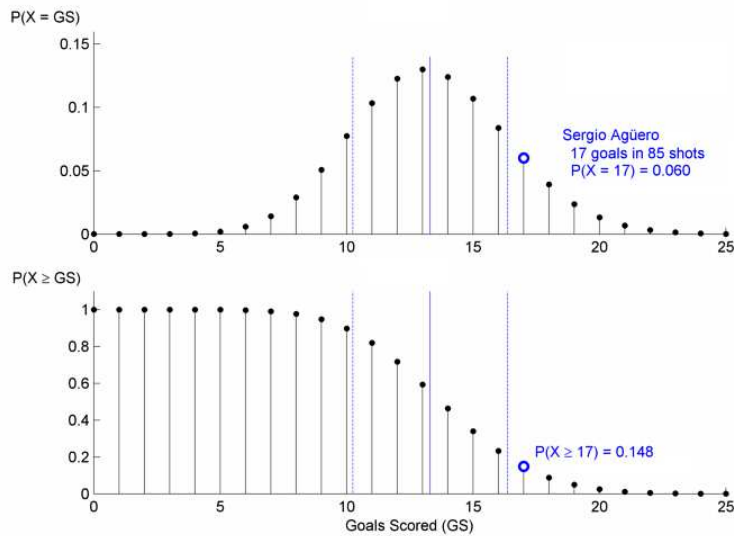 P(X = GS)
0.15
0.1
0.05
0
Sergio Agüero
17 goals in 85 shots
P(X = 17) = 0.060
0 5 10 15 20 25
P(X ≥ GS)
1
0.8
0.6
0.4
0.2
0
P(X ≥ 17) = 0.148
0 5 10 15 20 25
Goals Scored (GS)